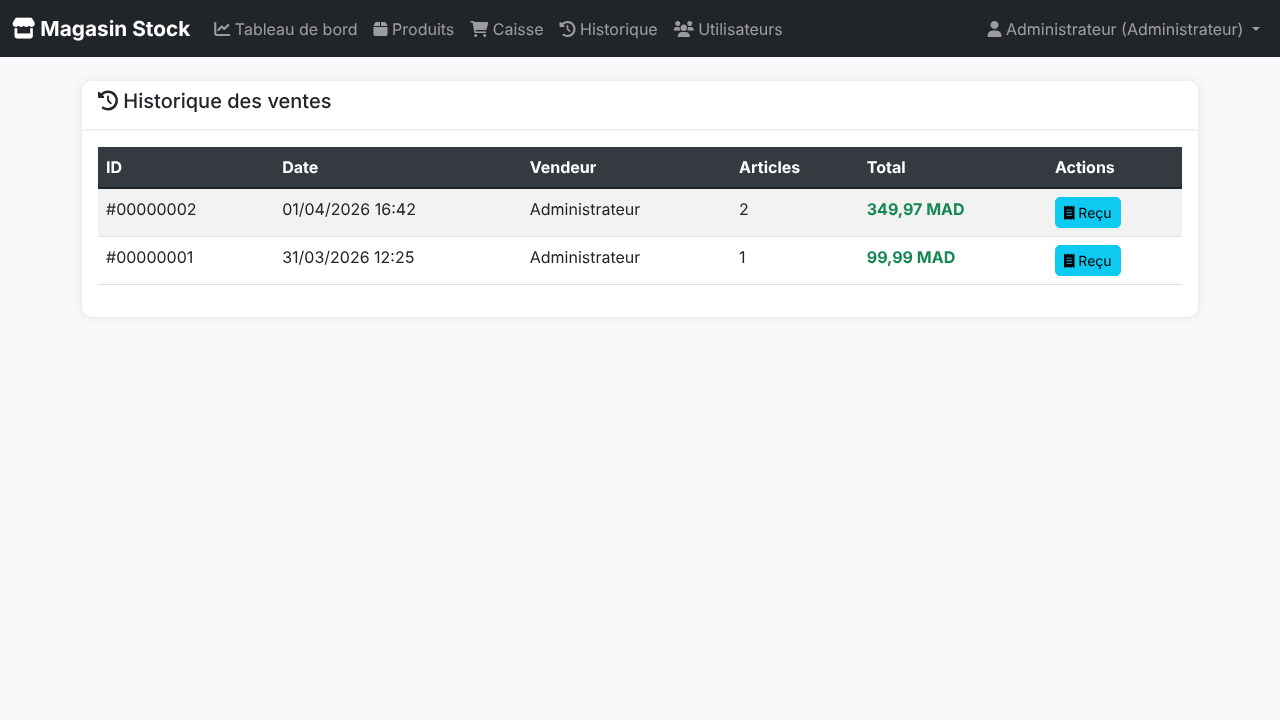 Magasin Stock Tableau de bord Produits Caisse Historique Utilisateurs Administrateur (Administrateur)
Historique des ventes
ID Date Vendeur Articles Total Actions
#00000002 01/04/2026 16:42 Administrateur 2 349,97 MAD Reçu
#00000001 31/03/2026 12:25 Administrateur 1 99,99 MAD Reçu